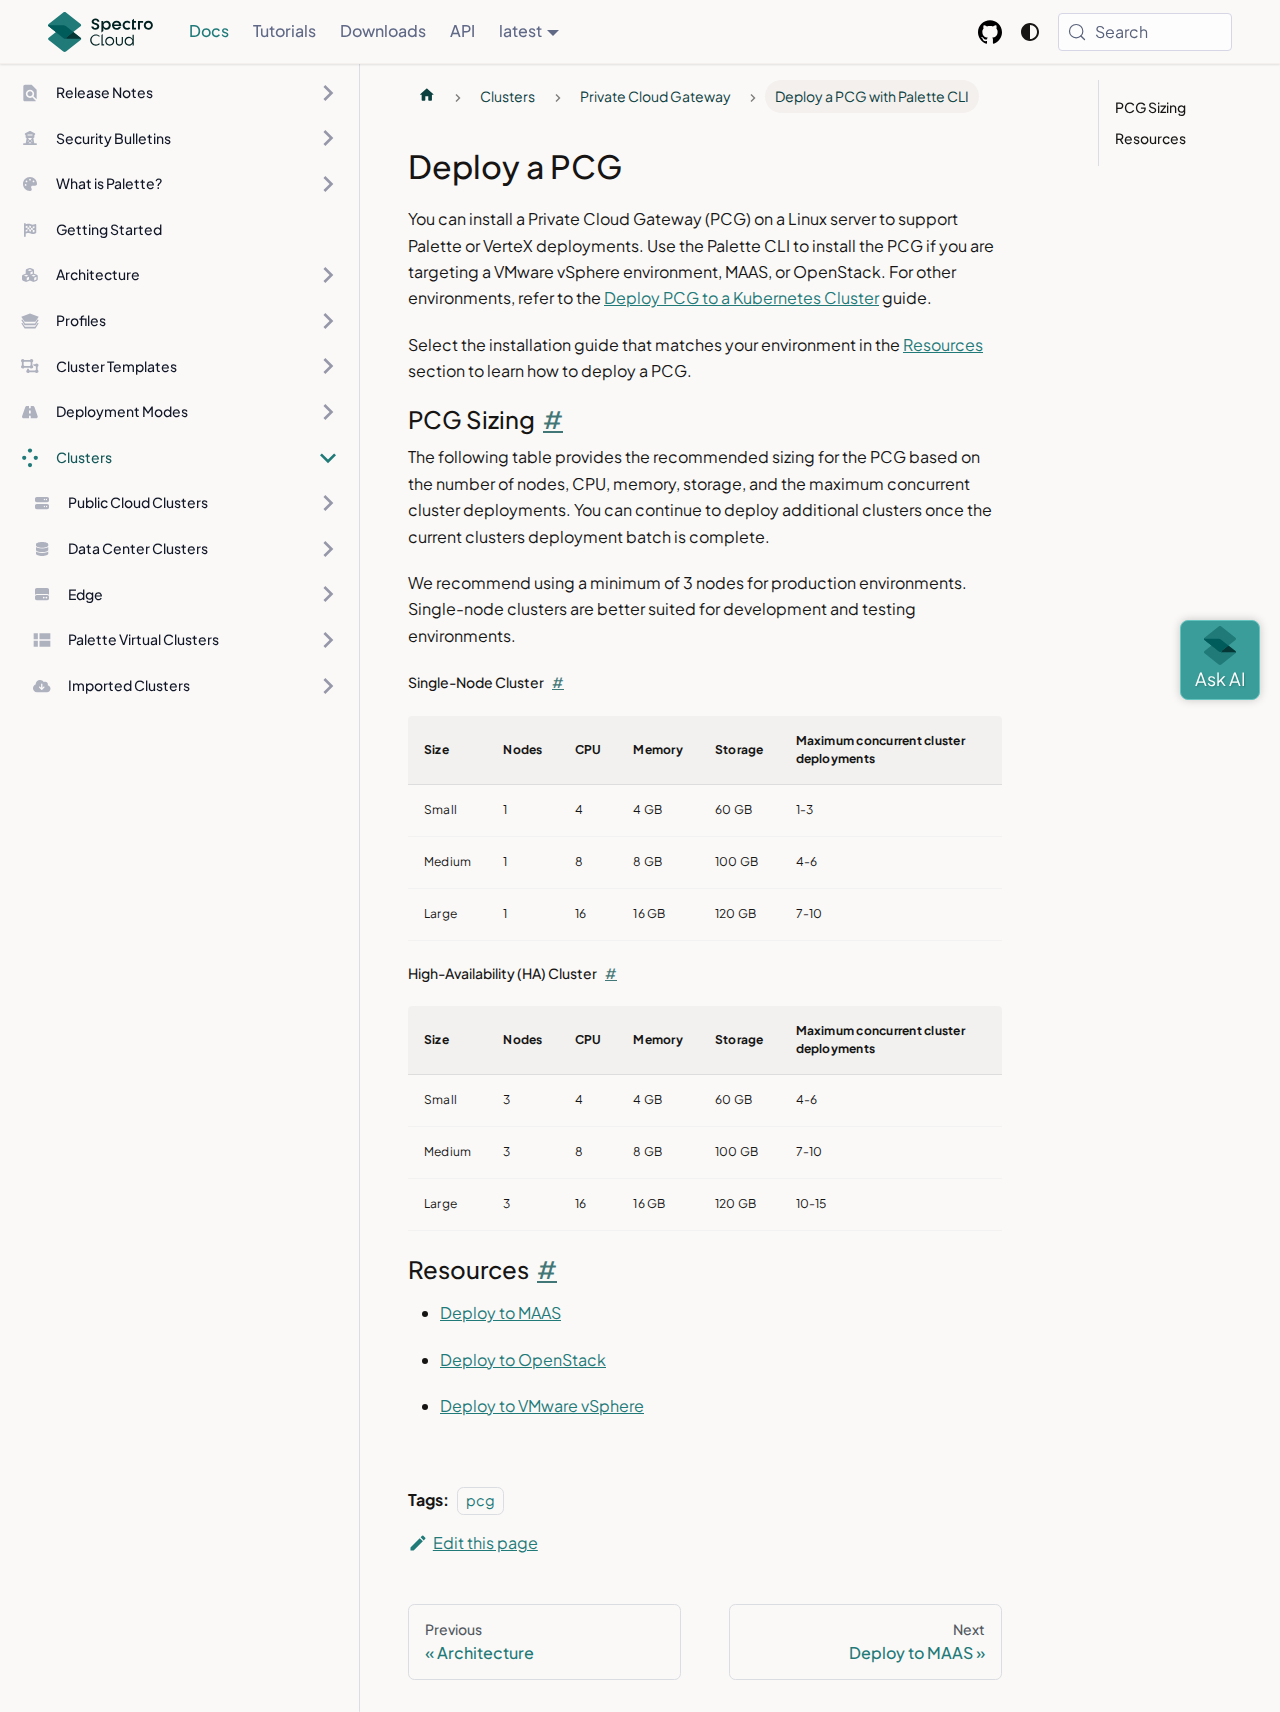 Spectro Cloud
Docs
Tutorials
Downloads
API
latest
Search
Release Notes
Security Bulletins
What is Palette?
Getting Started
Architecture
Profiles
Cluster Templates
Deployment Modes
Clusters
Public Cloud Clusters
Data Center Clusters
Edge
Palette Virtual Clusters
Imported Clusters
Clusters
Private Cloud Gateway
Deploy a PCG with Palette CLI
Deploy a PCG
You can install a Private Cloud Gateway (PCG) on a Linux server to support
Palette or VerteX deployments. Use the Palette CLI to install the PCG if you are
targeting a VMware vSphere environment, MAAS, or OpenStack. For other
environments, refer to the Deploy PCG to a Kubernetes Cluster guide.
Select the installation guide that matches your environment in the Resources
section to learn how to deploy a PCG.
PCG Sizing #
The following table provides the recommended sizing for the PCG based on
the number of nodes, CPU, memory, storage, and the maximum concurrent
cluster deployments. You can continue to deploy additional clusters once the
current clusters deployment batch is complete.
We recommend using a minimum of 3 nodes for production environments.
Single-node clusters are better suited for development and testing
environments.
Single-Node Cluster #
Size Nodes CPU Memory Storage Maximum concurrent cluster deployments
Small 1 4 4 GB 60 GB 1-3
Medium 1 8 8 GB 100 GB 4-6
Large 1 16 16 GB 120 GB 7-10
High-Availability (HA) Cluster #
Size Nodes CPU Memory Storage Maximum concurrent cluster deployments
Small 3 4 4 GB 60 GB 4-6
Medium 3 8 8 GB 100 GB 7-10
Large 3 16 16 GB 120 GB 10-15
Resources #
Deploy to MAAS
Deploy to OpenStack
Deploy to VMware vSphere
Tags: pcg
Edit this page
Previous
« Architecture
Next
Deploy to MAAS »
PCG Sizing
Resources
Ask AI